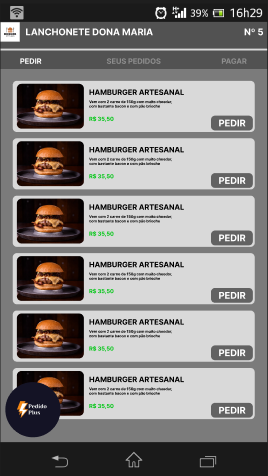 39% 16h29
LANCHONETE DONA MARIA Nº 5
PEDIR SEUS PEDIDOS PAGAR
HAMBURGER ARTESANAL
Vem com 2 carne de 150g com muito cheedar,
com bastante bacon e com pão brioche
R$ 35,50
PEDIR
HAMBURGER ARTESANAL
Vem com 2 carne de 150g com muito cheedar,
com bastante bacon e com pão brioche
R$ 35,50
PEDIR
HAMBURGER ARTESANAL
Vem com 2 carne de 150g com muito cheedar,
com bastante bacon e com pão brioche
R$ 35,50
PEDIR
HAMBURGER ARTESANAL
Vem com 2 carne de 150g com muito cheedar,
com bastante bacon e com pão brioche
R$ 35,50
PEDIR
HAMBURGER ARTESANAL
Vem com 2 carne de 150g com muito cheedar,
com bastante bacon e com pão brioche
R$ 35,50
PEDIR
HAMBURGER ARTESANAL
Vem com 2 carne de 150g com muito cheedar,
com bastante bacon e com pão brioche
R$ 35,50
PEDIR
Pedido
Plus